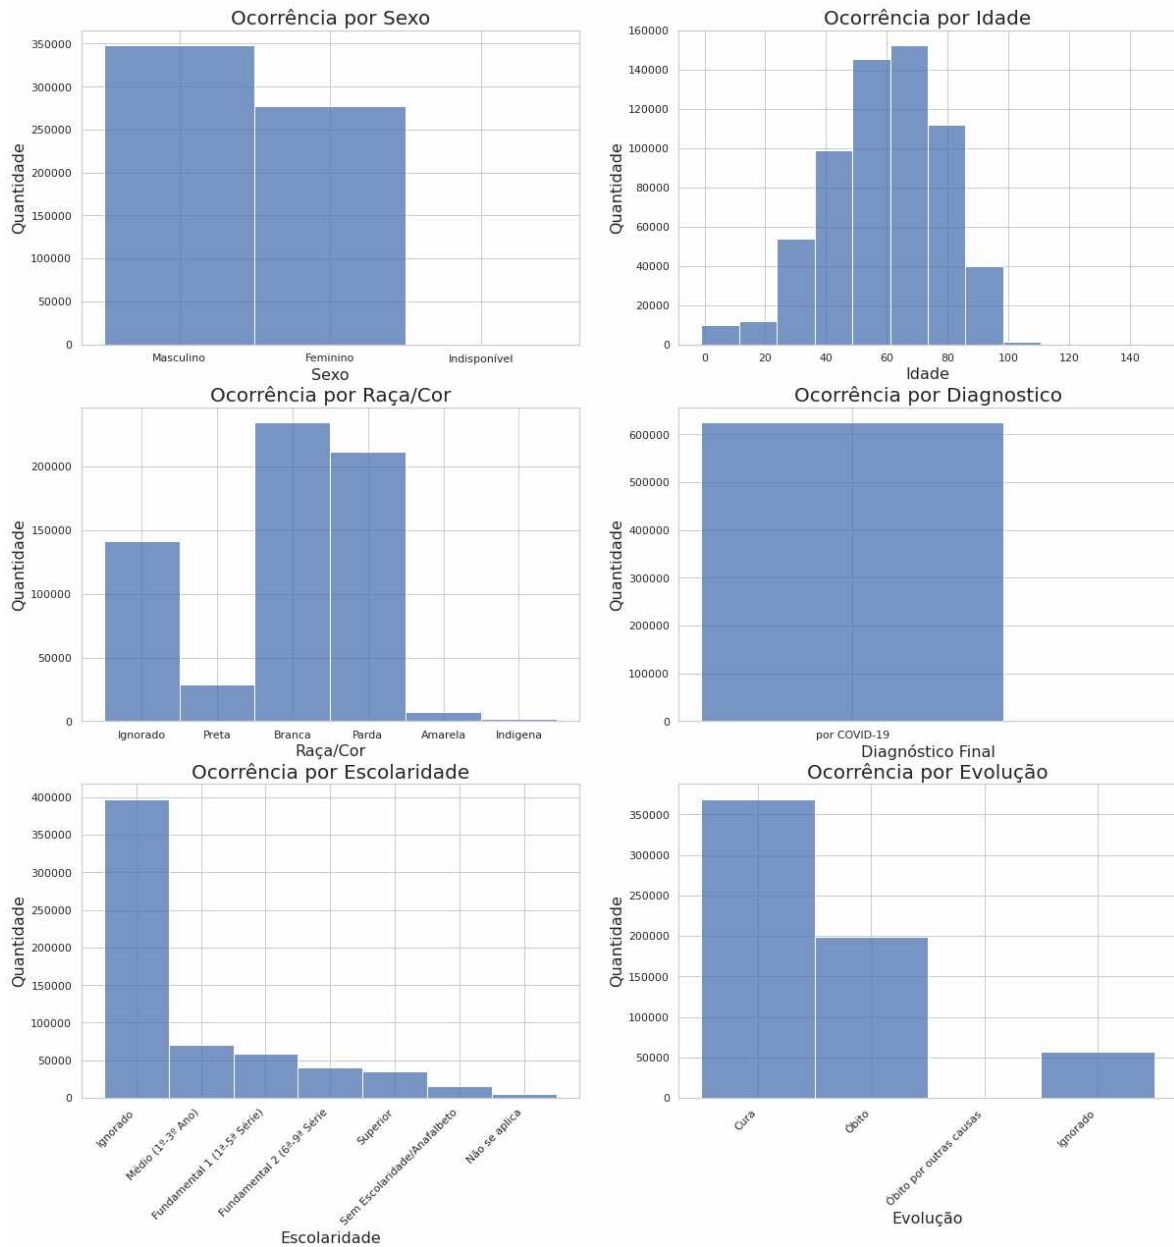 Ocorrência por Sexo
Quantidade
350000
300000
250000
200000
150000
100000
50000
0
Masculino Feminino Indisponível
Sexo
Ocorrência por Idade
Quantidade
160000
140000
120000
100000
80000
60000
40000
20000
0
0 20 40 60 80 100 120 140
Idade
Ocorrência por Raça/Cor
Quantidade
200000
150000
100000
50000
0
Ignorado Preta Branca Parda Amarela Indigena
Raça/Cor
Ocorrência por Diagnostico
Quantidade
600000
500000
400000
300000
200000
100000
0
por COVID-19
Diagnóstico Final
Ocorrência por Escolaridade
Quantidade
400000
350000
300000
250000
200000
150000
100000
50000
0
Ignorado
Médio (1º-3º Ano)
Fundamental 1 (1ª-5ª Série)
Fundamental 2 (6ª-9ª Série
Superior
Sem Escolaridade/Anafalbeto
Não se aplica
Escolaridade
Ocorrência por Evolução
Quantidade
350000
300000
250000
200000
150000
100000
50000
0
Cura
Óbito
Óbito por outras causas
Ignorado
Evolução